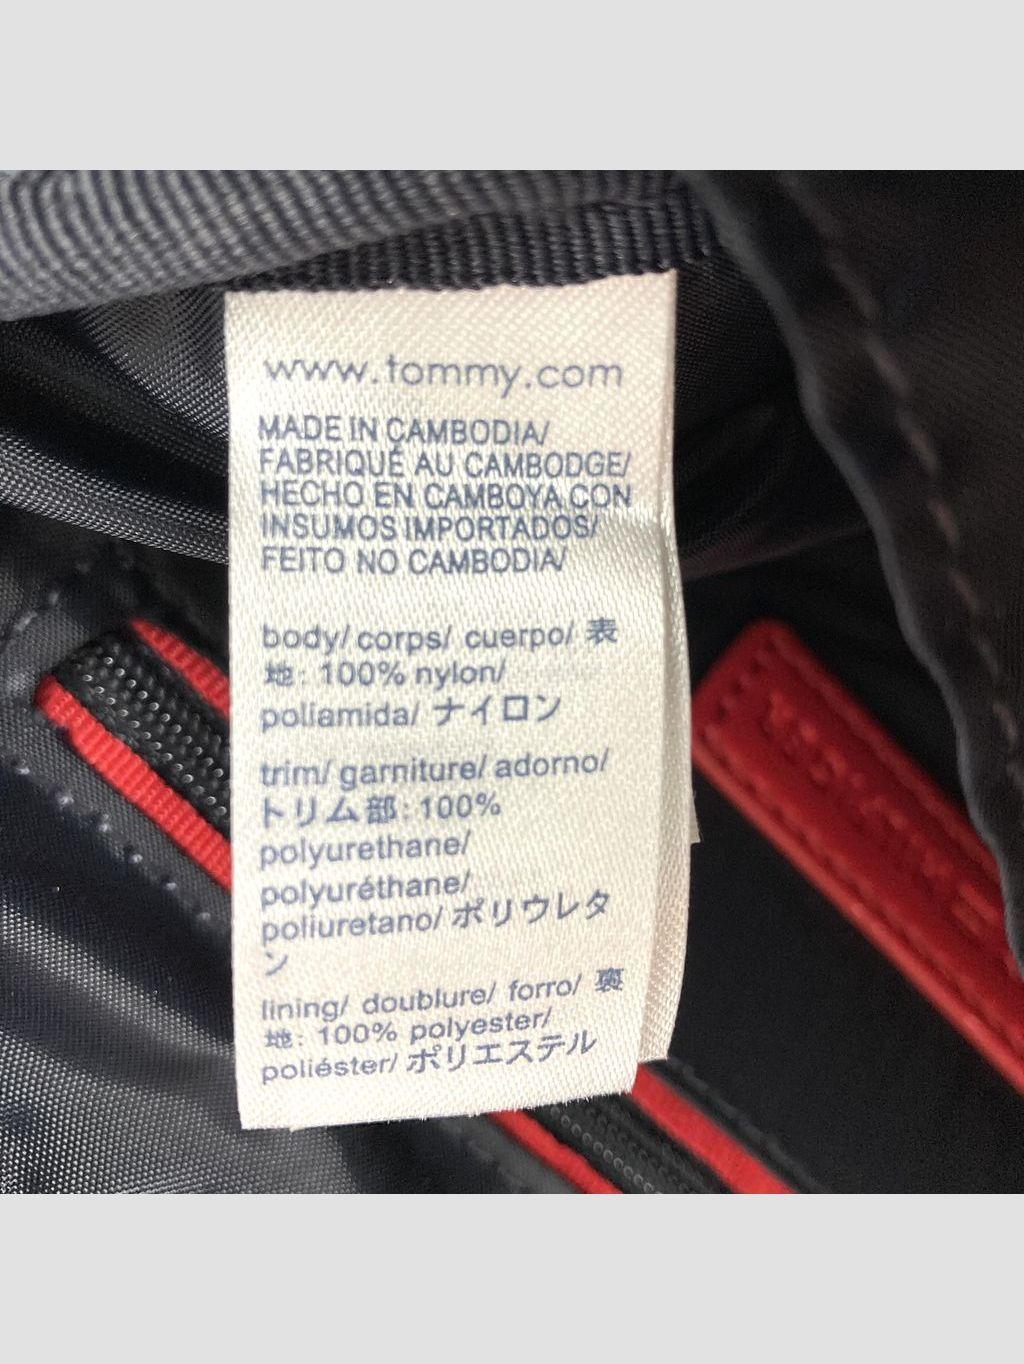 www.tommy.com
MADE IN CAMBODIA/
FABRIQUÉ AU CAMBODGE/
HECHO EN CAMBOYA CON
INSUMOS IMPORTADOS/
FEITO NO CAMBODIA/
body/ corps/ cuerpo/ 表
地: 100% nylon/
poliamida/ ナイロン
trim/ garniture/ adorno/
トリム部: 100%
polyurethane/
polyuréthane/
poliuretano/ ポリウレタ
ン
lining/ doublure/ forro/ 裏
地: 100% polyester/
poliéster/ ポリエステル